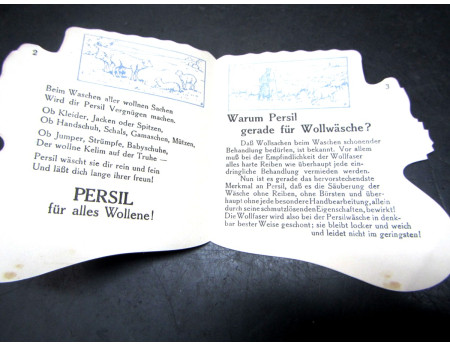 2
Beim Waschen aller wollnen Sachen
Wird dir Persil Vergnügen machen.
Ob Kleider, Jacken oder Spitzen,
Ob Handschuh, Schals, Gamaschen, Mützen,
Ob Jumper, Strümpfe, Babyschuhe,
Der wollne Kelim auf der Truhe —
Persil wäscht sie dir rein und fein
Und läßt dich lange ihrer freun!
PERSIL
für alles Wollene!
3
Warum Persil
gerade für Wollwäsche?
Daß Wollsachen beim Waschen schonender
Behandlung bedürfen, ist bekannt. Vor allem
muß bei der Empfindlichkeit der Wollfaser
alles harte Reiben wie überhaupt jede ein-
dringliche Behandlung vermieden werden.
Nun ist es gerade das hervorstechendste
Merkmal an Persil, daß es die Säuberung der
Wäsche ohne Reiben, ohne Bürsten und über-
haupt ohne jede besondere Handbearbeitung, allein
durch seine schmutzlösenden Eigenschaften, bewirkt!
Die Wollfaser wird also bei der Persilwäsche in denk-
bar bester Weise geschont; sie bleibt locker und weich
und leidet nicht im geringsten!